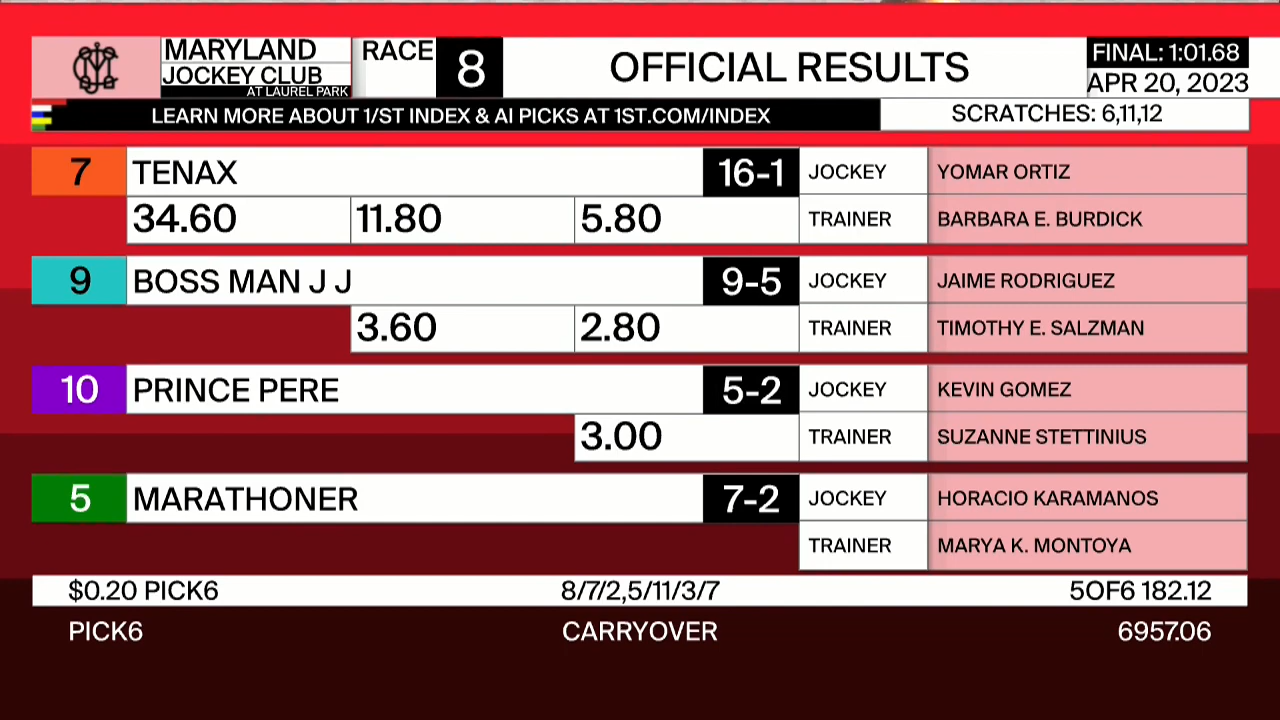 MARYLAND
JOCKEY CLUB
AT LAUREL PARK
RACE 8
OFFICIAL RESULTS
FINAL: 1:01.68
APR 20, 2023
LEARN MORE ABOUT 1/ST INDEX & AI PICKS AT 1ST.COM/INDEX
SCRATCHES: 6,11,12
7 TENAX 16-1 JOCKEY YOMAR ORTIZ
34.60 11.80 5.80 TRAINER BARBARA E. BURDICK
9 BOSS MAN J J 9-5 JOCKEY JAIME RODRIGUEZ
3.60 2.80 TRAINER TIMOTHY E. SALZMAN
10 PRINCE PERE 5-2 JOCKEY KEVIN GOMEZ
3.00 TRAINER SUZANNE STETTINIUS
5 MARATHONER 7-2 JOCKEY HORACIO KARAMANOS
TRAINER MARYA K. MONTOYA
$0.20 PICK6 8/7/2,5/11/3/7 5OF6 182.12
PICK6 CARRYOVER 6957.06